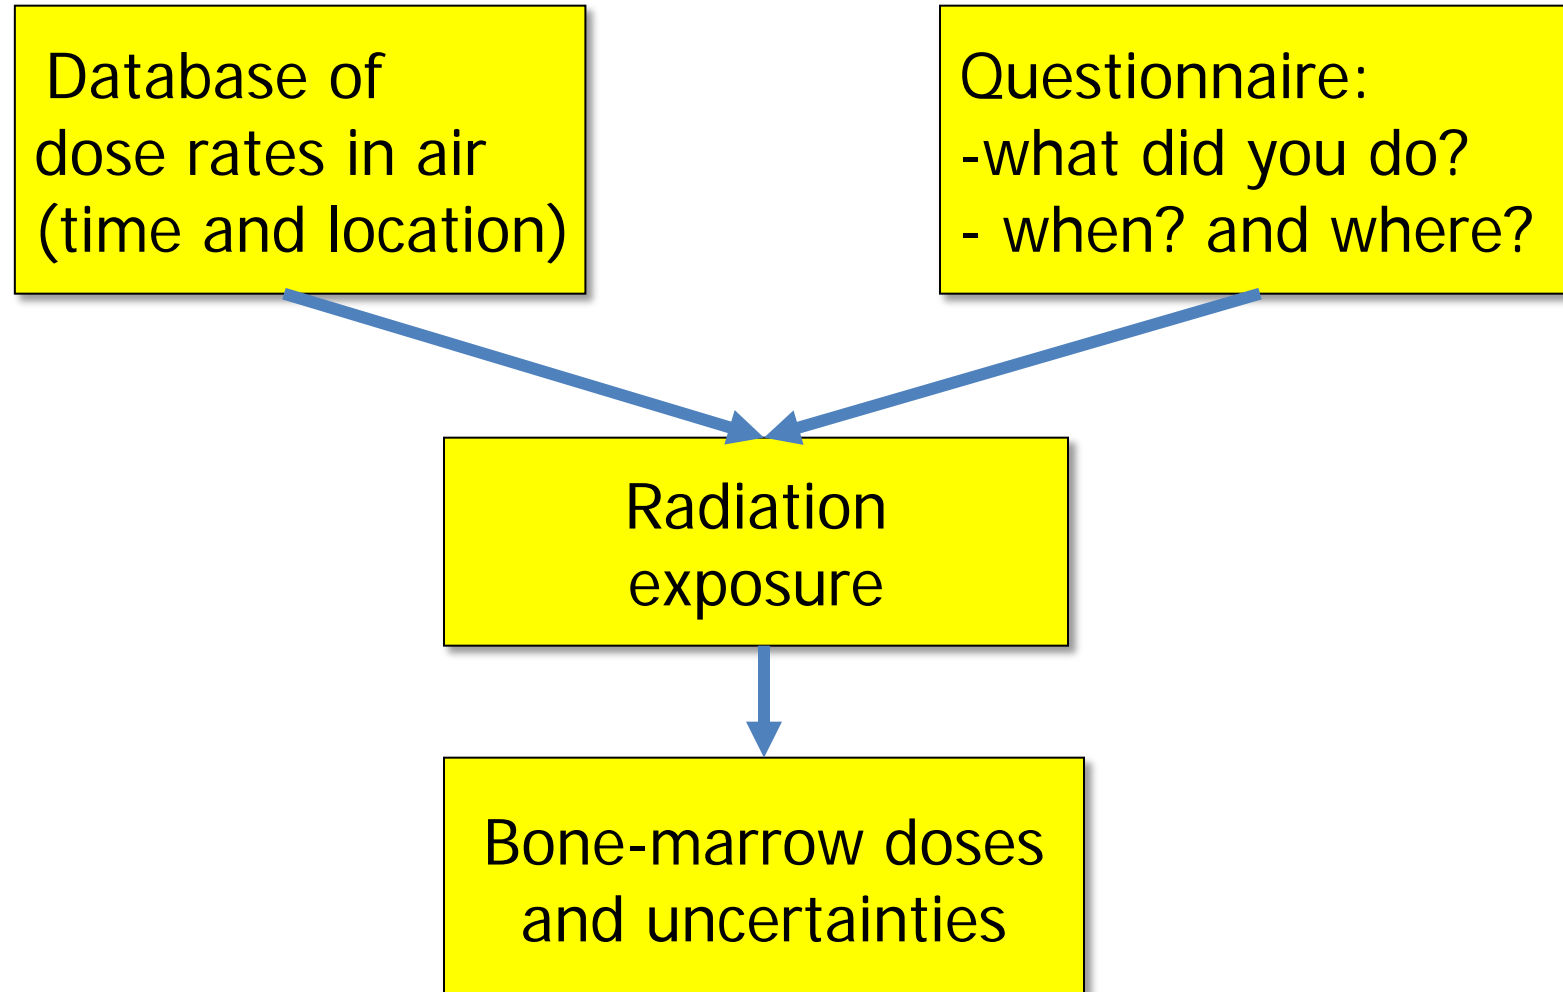 Database of
dose rates in air
(time and location)
Questionnaire:
-what did you do?
- when? and where?
Radiation
exposure
Bone-marrow doses
and uncertainties